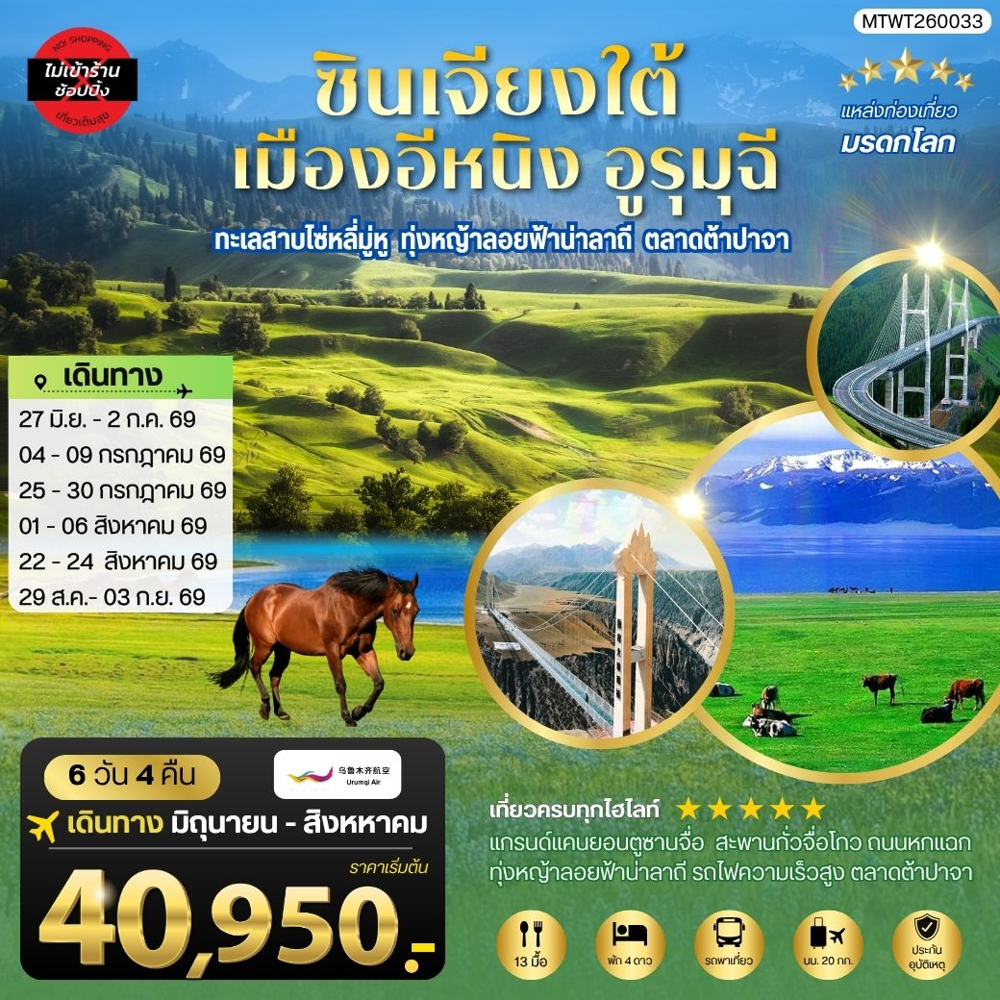 MTWT260033
NO! SHOPPING
ไม่เข้าร้าน
ช้อปปิ้ง
เที่ยวเต็มสุข
ซินเจียงใต้
เมืองอีหนิง อูรุมุฉี
ทะเลสาบไซ่หลี่มู่หู ทุ่งหญ้าลอยฟ้าน่าลาถี ตลาดต้าปาจา
แหล่งท่องเที่ยว
มรดกโลก
เดินทาง
27 มิ.ย. - 2 ก.ค. 69
04 - 09 กรกฎาคม 69
25 - 30 กรกฎาคม 69
01 - 06 สิงหาคม 69
22 - 24 สิงหาคม 69
29 ส.ค.- 03 ก.ย. 69
6 วัน 4 คืน
乌鲁木齐航空
Urumqi Air
เดินทาง มิถุนายน - สิงหหาคม
ราคาเริ่มต้น
40,950.-
เที่ยวครบทุกไฮไลท์
แกรนด์แคนยอนตูซานจื่อ สะพานกั่วจื่อโกว ถนนหกแฉก
ทุ่งหญ้าลอยฟ้าน่าลาถี รถไฟความเร็วสูง ตลาดต้าปาจา
13 มื้อ
พัก 4 ดาว
รถพาเที่ยว
นน. 20 กก.
ประกัน
อุบัติเหตุ